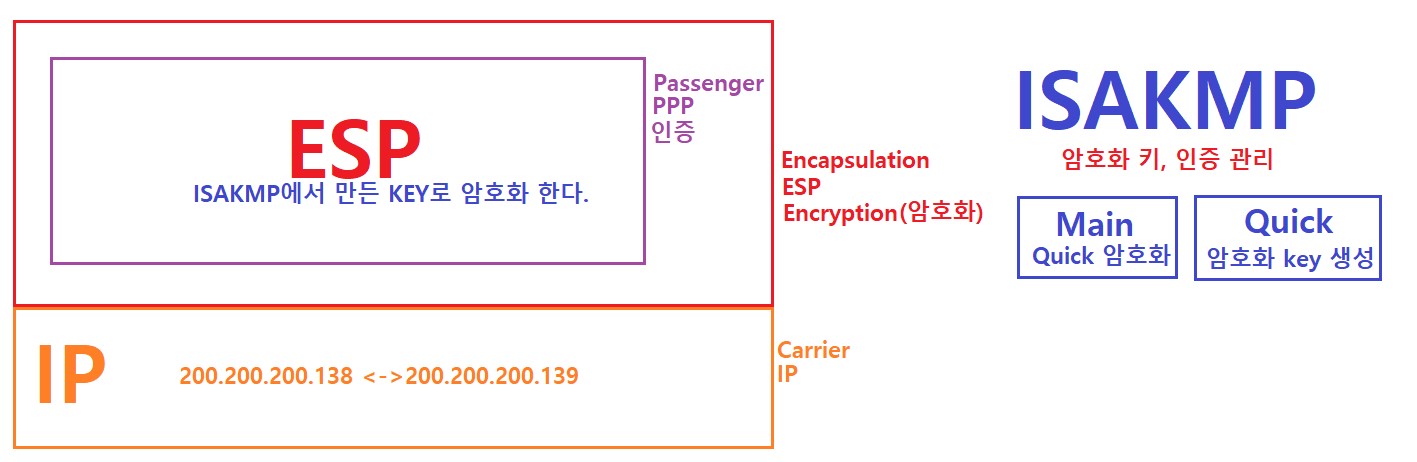 ESP
ISAKMP에서 만든 KEY로 암호화 한다.
Passenger
PPP
인증
Encapsulation
ESP
Encryption(암호화)
IP
200.200.200.138 <->200.200.200.139
Carrier
IP
ISAKMP
암호화 키, 인증 관리
Main
Quick 암호화
Quick
암호화 key 생성